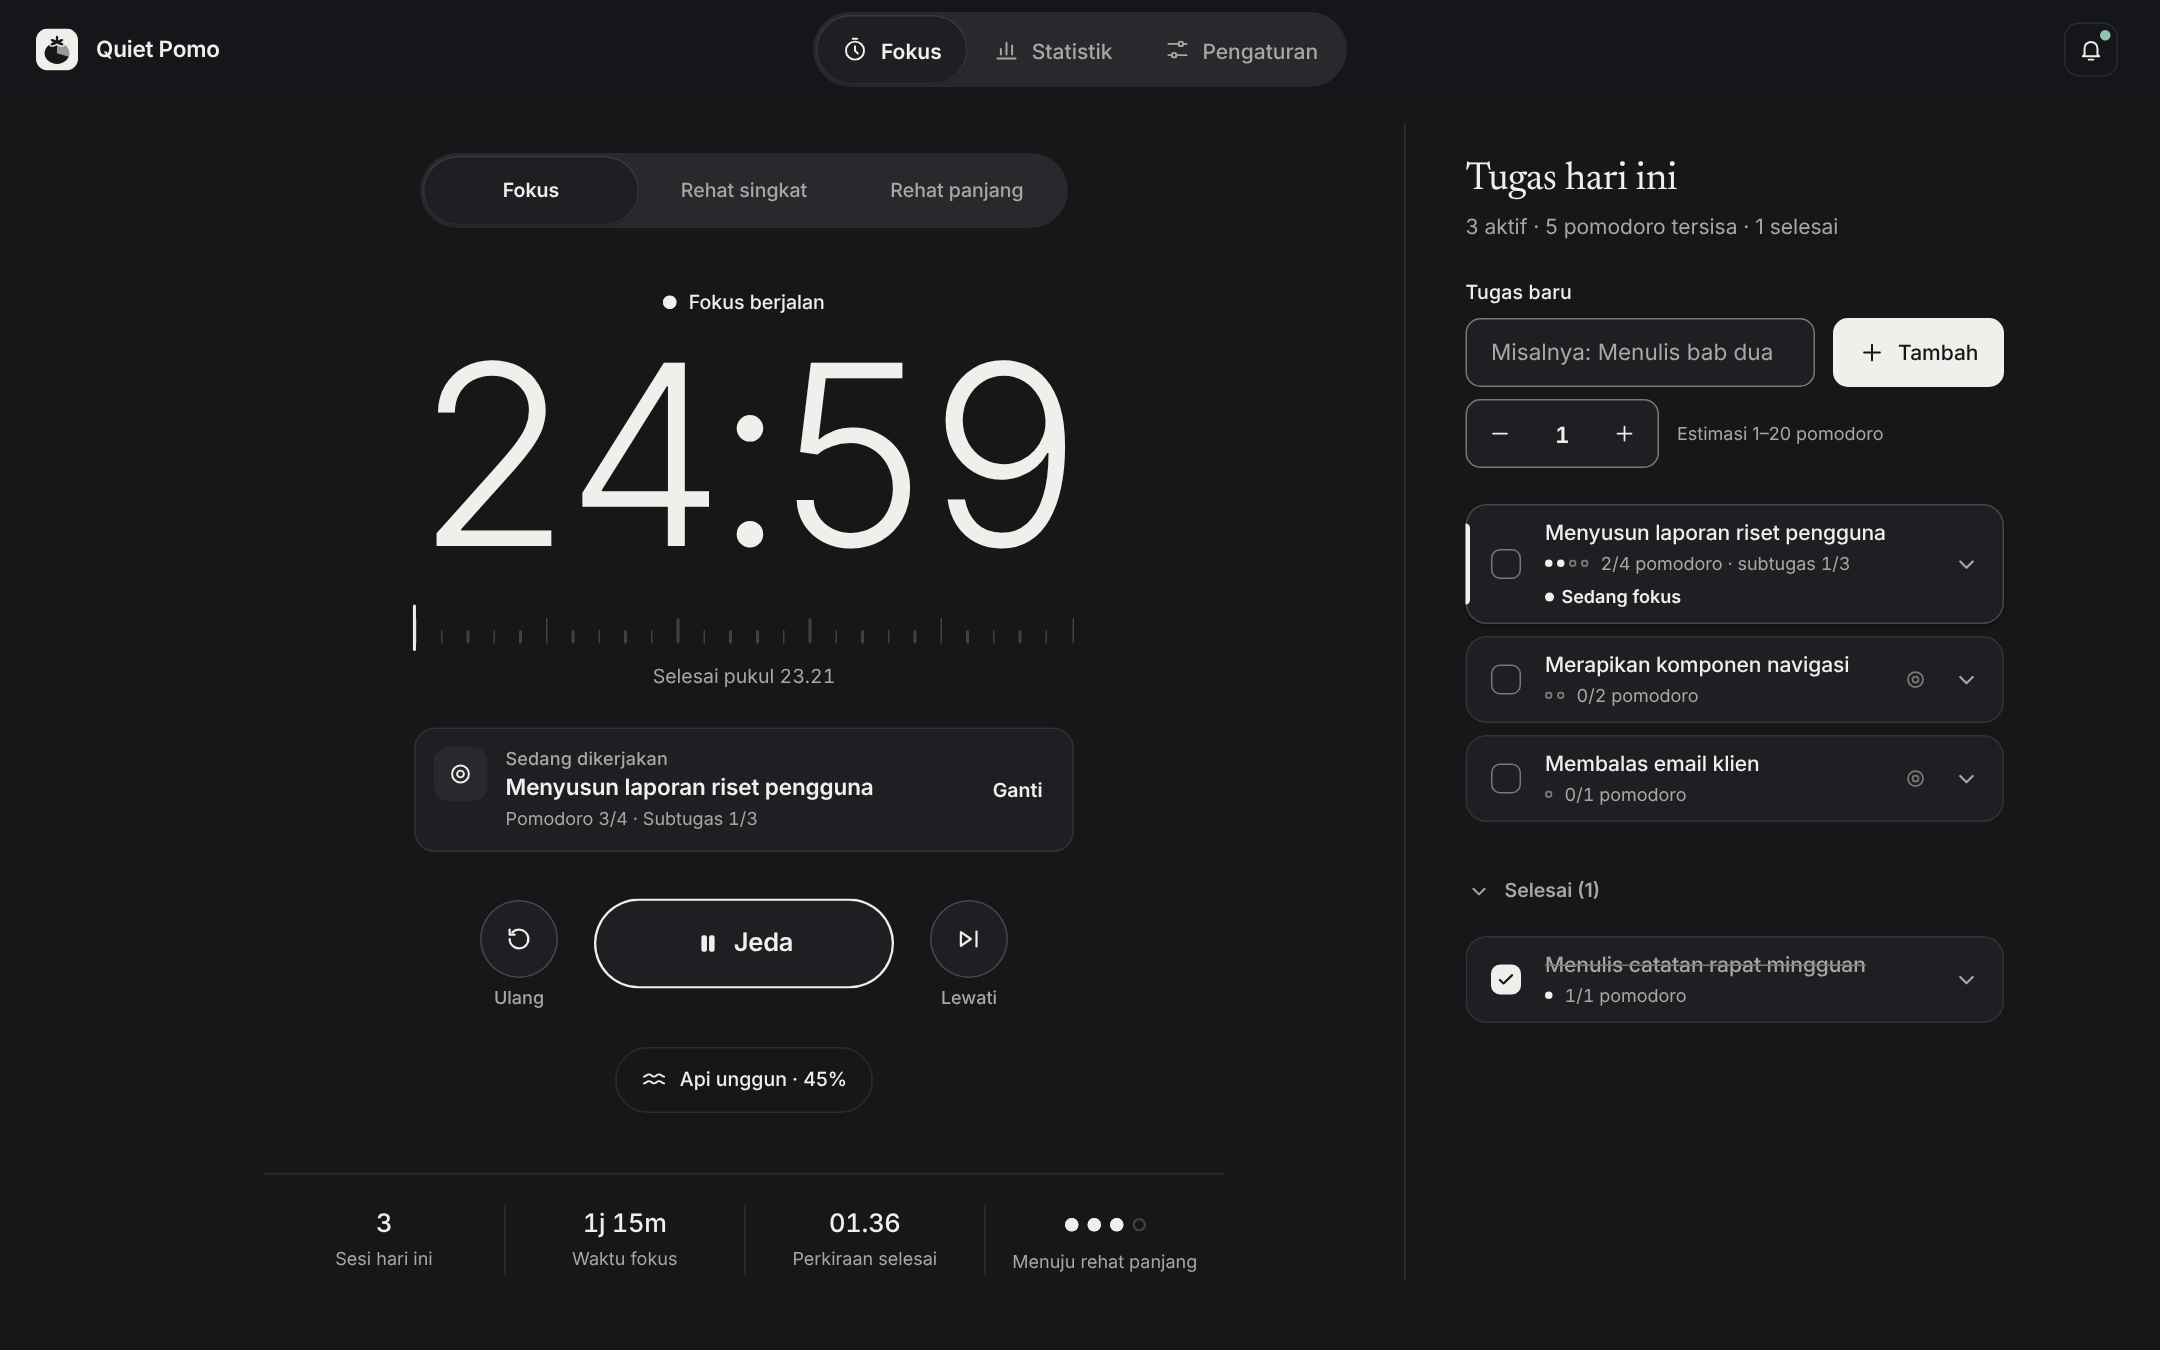 Quiet Pomo
Fokus
Statistik
Pengaturan
Fokus
Rehat singkat
Rehat panjang
Fokus berjalan
24:59
Selesai pukul 23.21
Sedang dikerjakan
Menyusun laporan riset pengguna
Pomodoro 3/4 · Subtugas 1/3
Ganti
Jeda
Ulang
Lewati
Api unggun · 45%
3
Sesi hari ini
1j 15m
Waktu fokus
01.36
Perkiraan selesai
Menuju rehat panjang
Tugas hari ini
3 aktif · 5 pomodoro tersisa · 1 selesai
Tugas baru
Misalnya: Menulis bab dua
Tambah
1
Estimasi 1–20 pomodoro
Menyusun laporan riset pengguna
2/4 pomodoro · subtugas 1/3
Sedang fokus
Merapikan komponen navigasi
0/2 pomodoro
Membalas email klien
0/1 pomodoro
Selesai (1)
Menulis catatan rapat mingguan
1/1 pomodoro